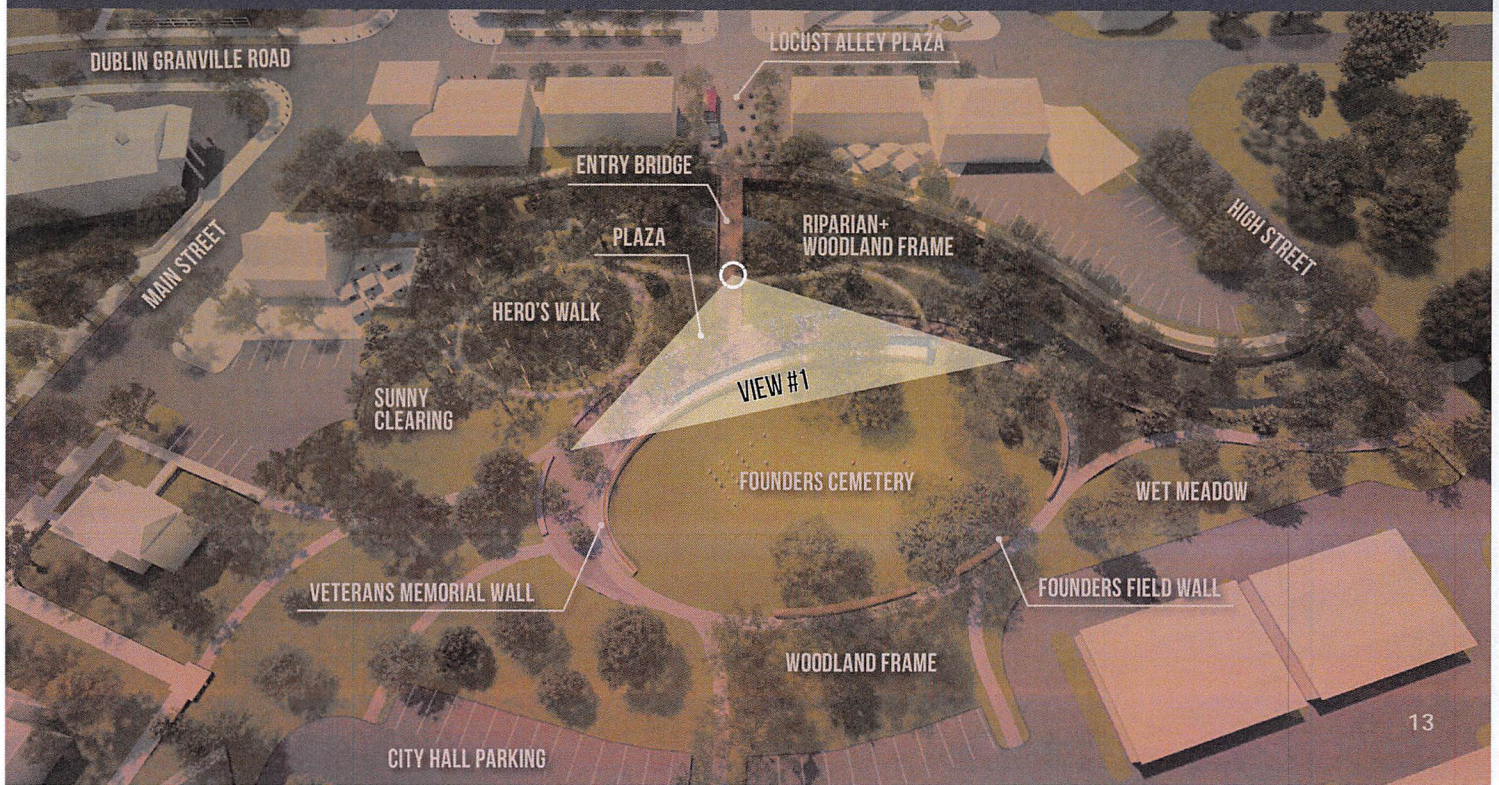 LOCUST ALLEY PLAZA
DUBLIN GRANVILLE ROAD
ENTRY BRIDGE
RIPARIAN+
WOODLAND FRAME
PLAZA
HIGH STREET
MAIN STREET
HERO'S WALK
VIEW #1
SUNNY
CLEARING
FOUNDERS CEMETERY
WET MEADOW
VETERANS MEMORIAL WALL
FOUNDERS FIELD WALL
WOODLAND FRAME
13
CITY HALL PARKING